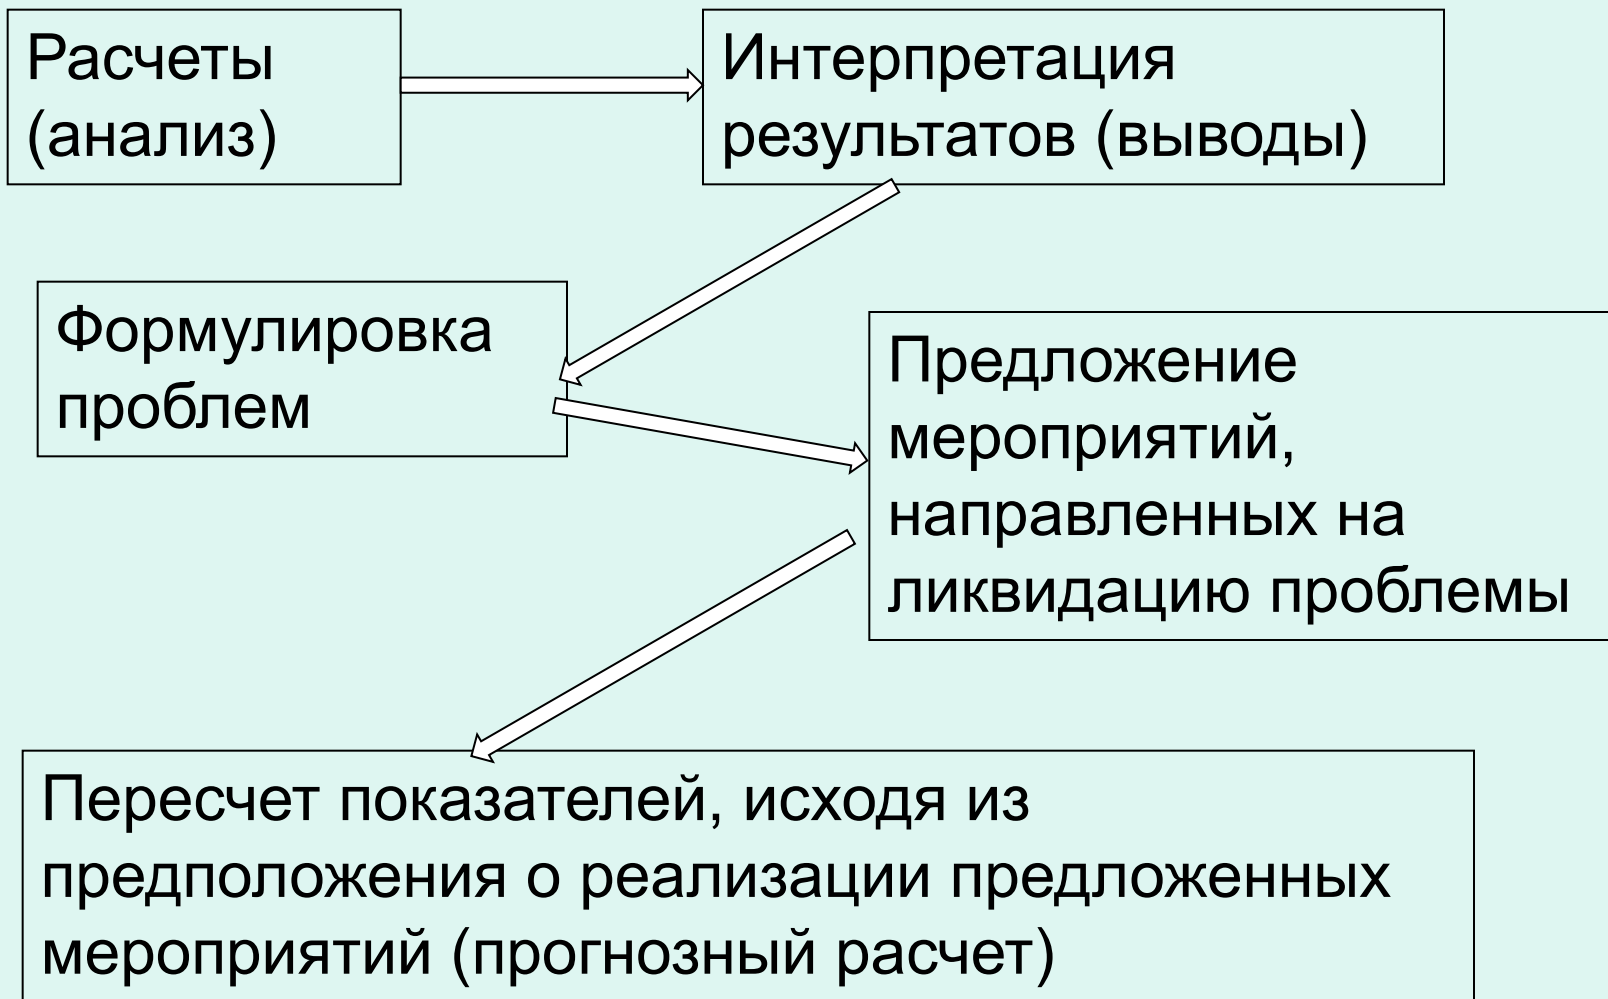 Расчеты
(анализ)
Интерпретация
результатов (выводы)
Формулировка
проблем
Предложение
мероприятий,
направленных на
ликвидацию проблемы
Пересчет показателей, исходя из
предположения о реализации предложенных
мероприятий (прогнозный расчет)